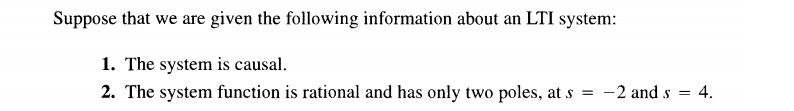 Suppose that we are given the following information about an LTI system:
1. The system is causal.
2. The system function is rational and has only two poles, at s = −2 and s = 4.